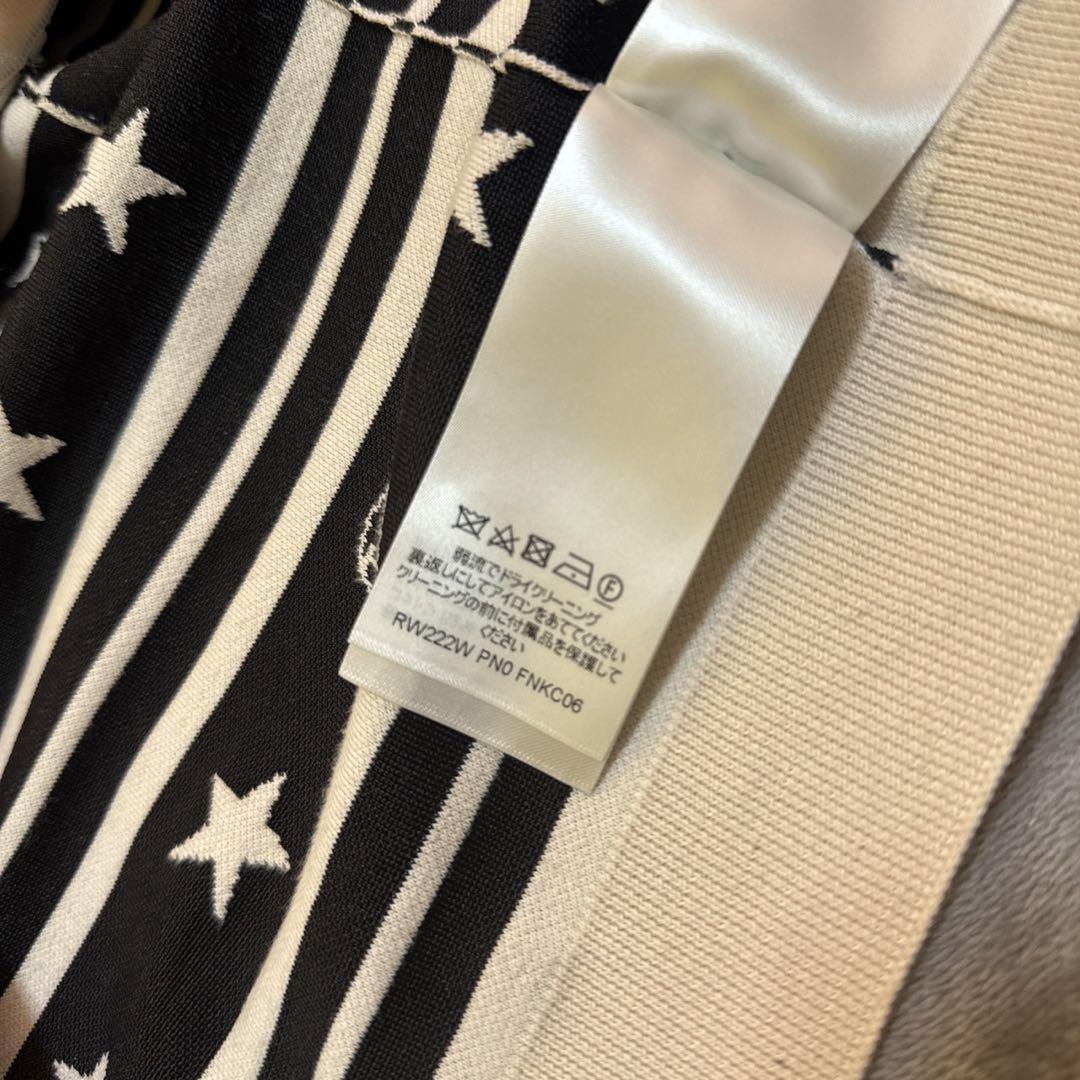 F
弱流でドライクリーニング
裏返しにしてアイロンをあててください
クリーニングの前に付属品を保護して
ください
RW222W PN0 FNKC06